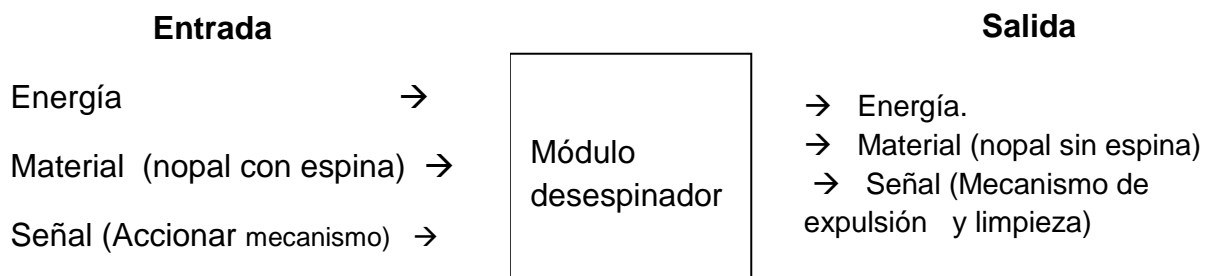 Entrada
Salida
Energía →
Material (nopal con espina) →
Señal (Accionar mecanismo) →
Módulo
desespinador
→ Energía.
→ Material (nopal sin espina)
→ Señal (Mecanismo de
expulsión y limpieza)